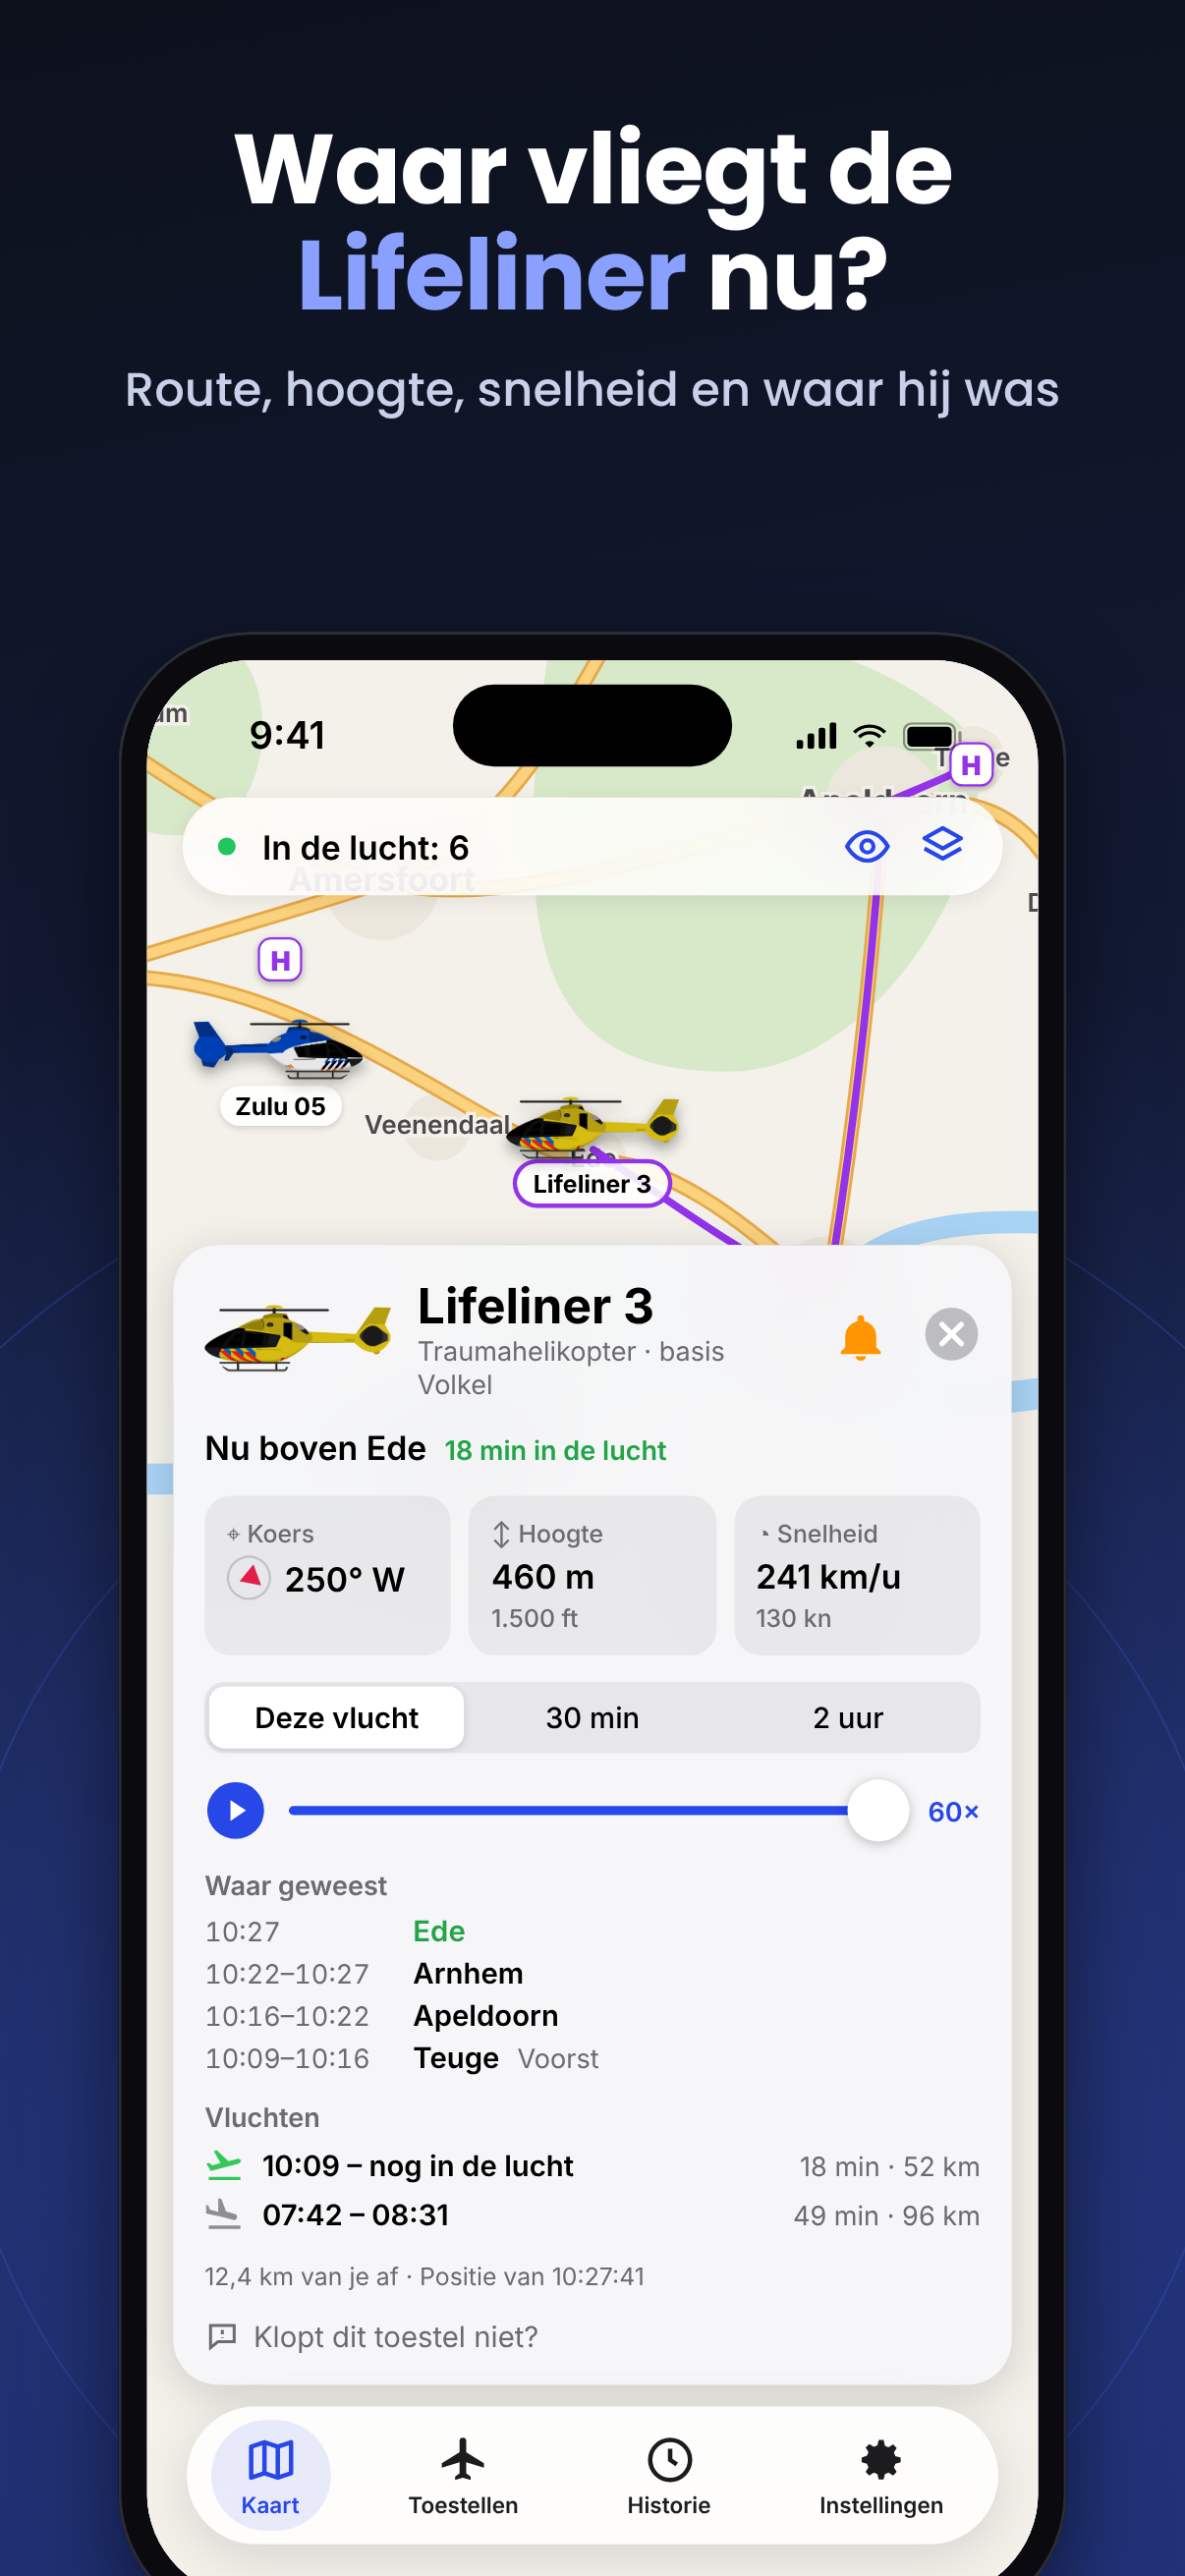 Waar vliegt de
Lifeliner nu?
Route, hoogte, snelheid en waar hij was
9:41
H
In de lucht: 6
Amersfoort
H
Zulu 05
Veenendaal
Lifeliner 3
Lifeliner 3
Traumahelikopter · basis
Volkel
Nu boven Ede 18 min in de lucht
Koers
250° W
Hoogte
460 m
1.500 ft
Snelheid
241 km/u
130 kn
Deze vlucht 30 min 2 uur
60×
Waar geweest
10:27 Ede
10:22–10:27 Arnhem
10:16–10:22 Apeldoorn
10:09–10:16 Teuge Voorst
Vluchten
10:09 – nog in de lucht 18 min · 52 km
07:42 – 08:31 49 min · 96 km
12,4 km van je af · Positie van 10:27:41
Klopt dit toestel niet?
Kaart Toestellen Historie Instellingen